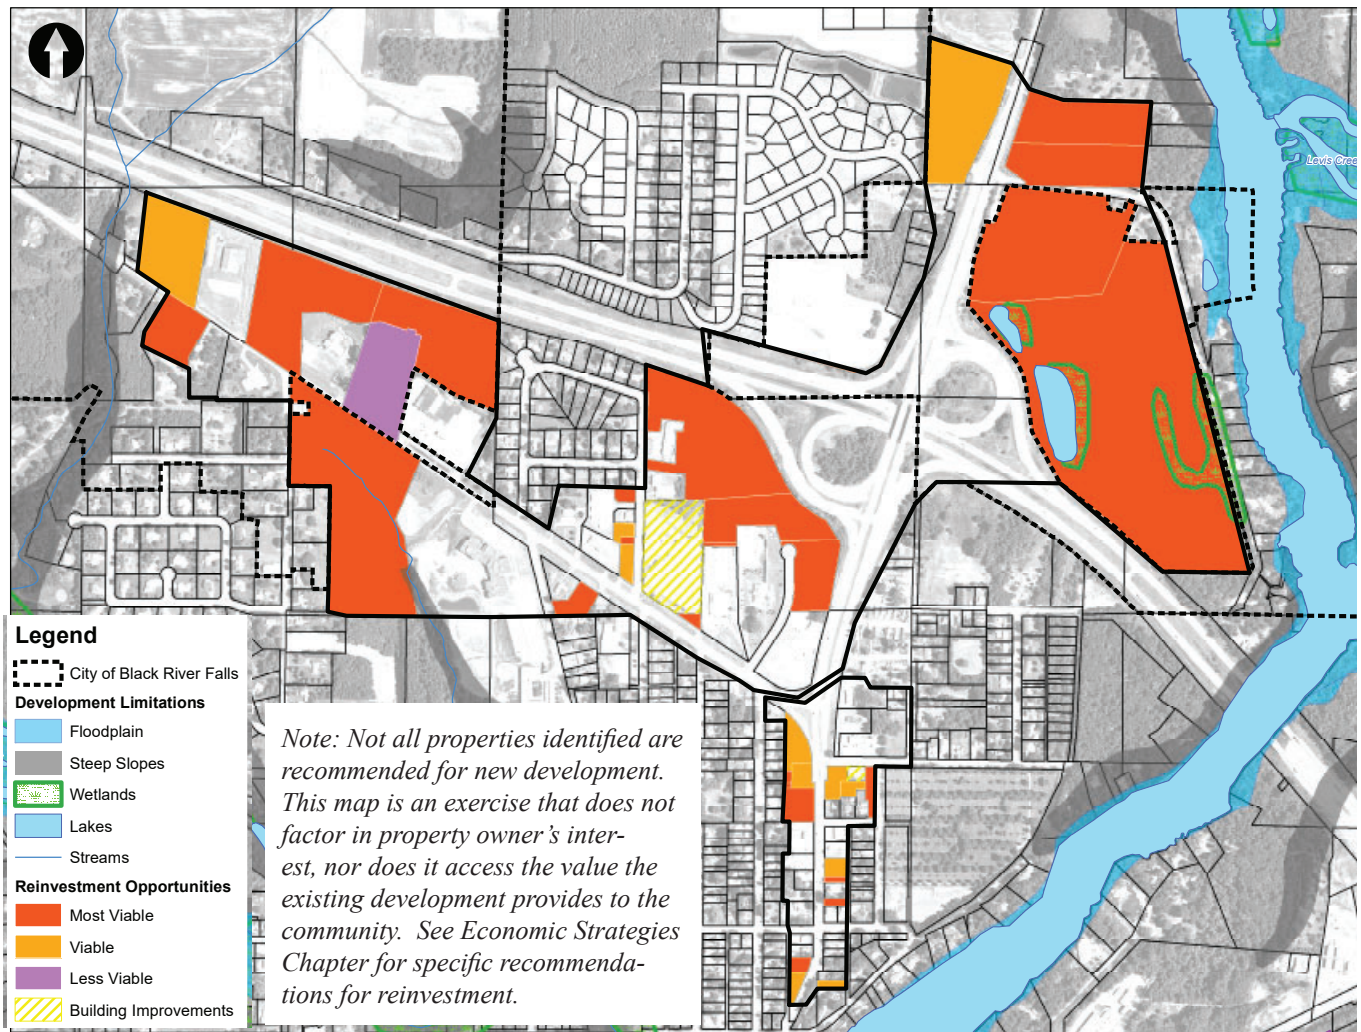 Levis Cree
Legend
City of Black River Falls
Development Limitations
Floodplain
Steep Slopes
Wetlands
Lakes
Streams
Reinvestment Opportunities
Most Viable
Viable
Less Viable
Building Improvements
Note: Not all properties identified are
recommended for new development.
This map is an exercise that does not
factor in property owner's inter-
est, nor does it access the value the
existing development provides to the
community.  See Economic Strategies
Chapter for specific recommenda-
tions for reinvestment.